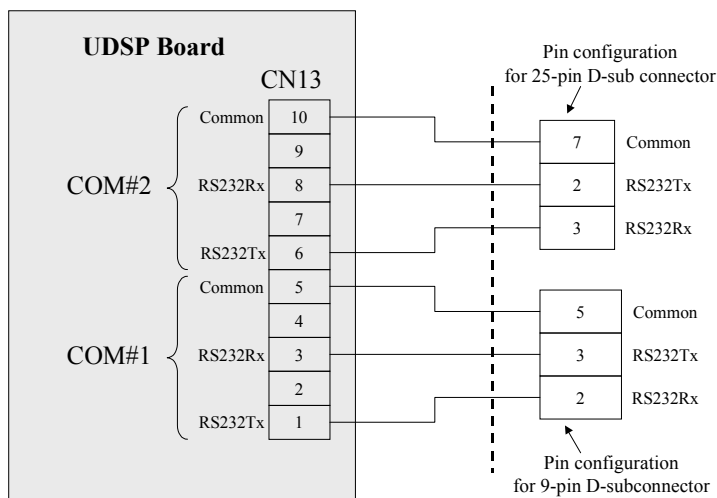 UDSP Board
CN13
COM#2
Common 10
9
RS232Rx 8
7
RS232Tx 6
COM#1
Common 5
4
RS232Rx 3
2
RS232Tx 1
Pin configuration
for 25-pin D-sub connector
7 Common
2 RS232Tx
3 RS232Rx
5 Common
3 RS232Tx
2 RS232Rx
Pin configuration
for 9-pin D-subconnector